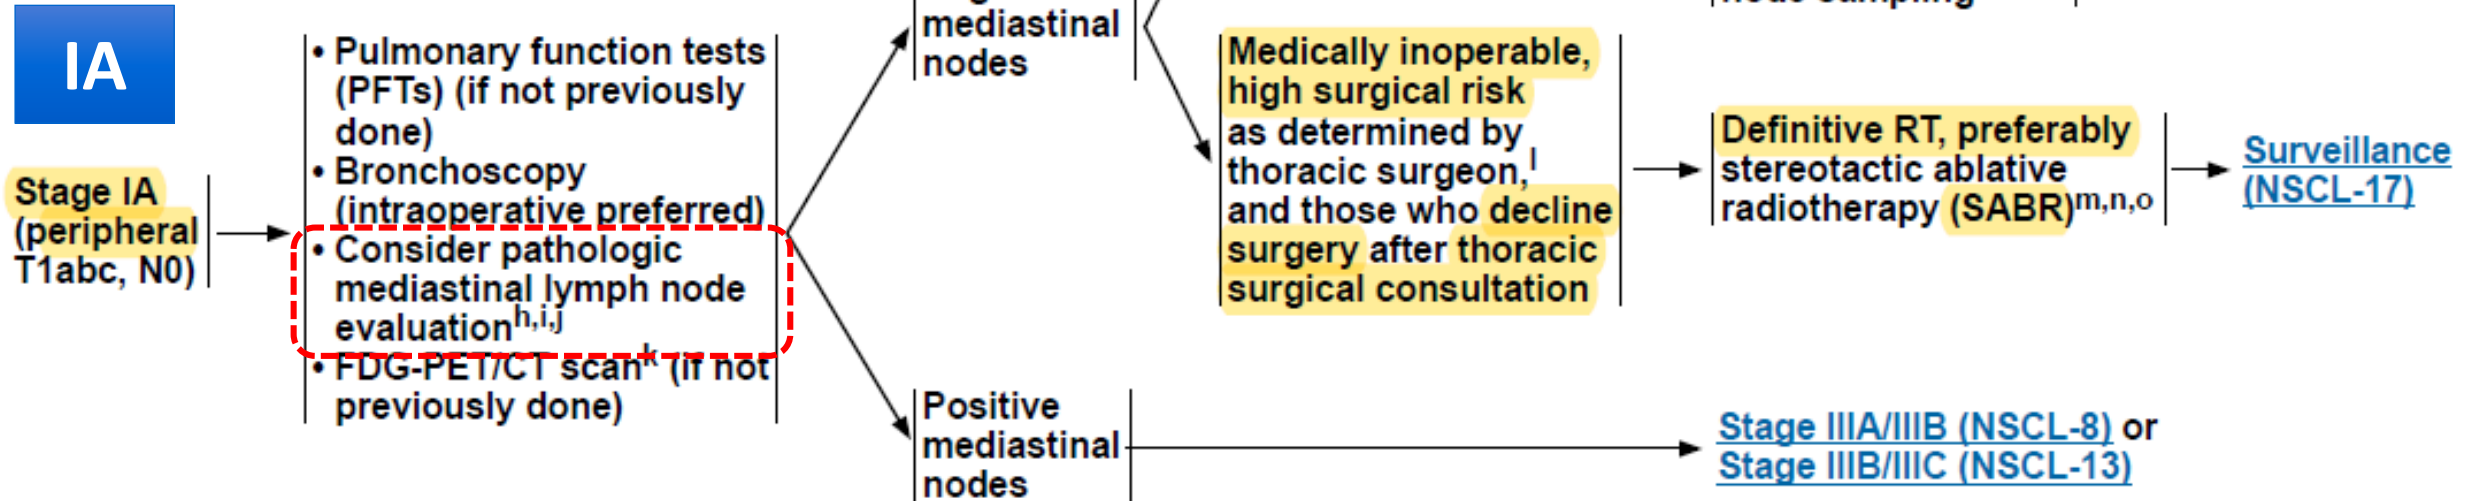 IA
Stage IA
(peripheral
T1abc, N0)
• Pulmonary function tests
(PFTs) (if not previously
done)
• Bronchoscopy
(intraoperative preferred)
• Consider pathologic
mediastinal lymph node
evaluationh,i,j
• FDG-PET/CT scank (if not
previously done)
mediastinal
nodes
Positive
mediastinal
nodes
Medically inoperable,
high surgical risk
as determined by
thoracic surgeon,l
and those who decline
surgery after thoracic
surgical consultation
node sampling
Definitive RT, preferably
stereotactic ablative
radiotherapy (SABR)m,n,o
Surveillance
(NSCL-17)
Stage IIIA/IIIB (NSCL-8) or
Stage IIIB/IIIC (NSCL-13)